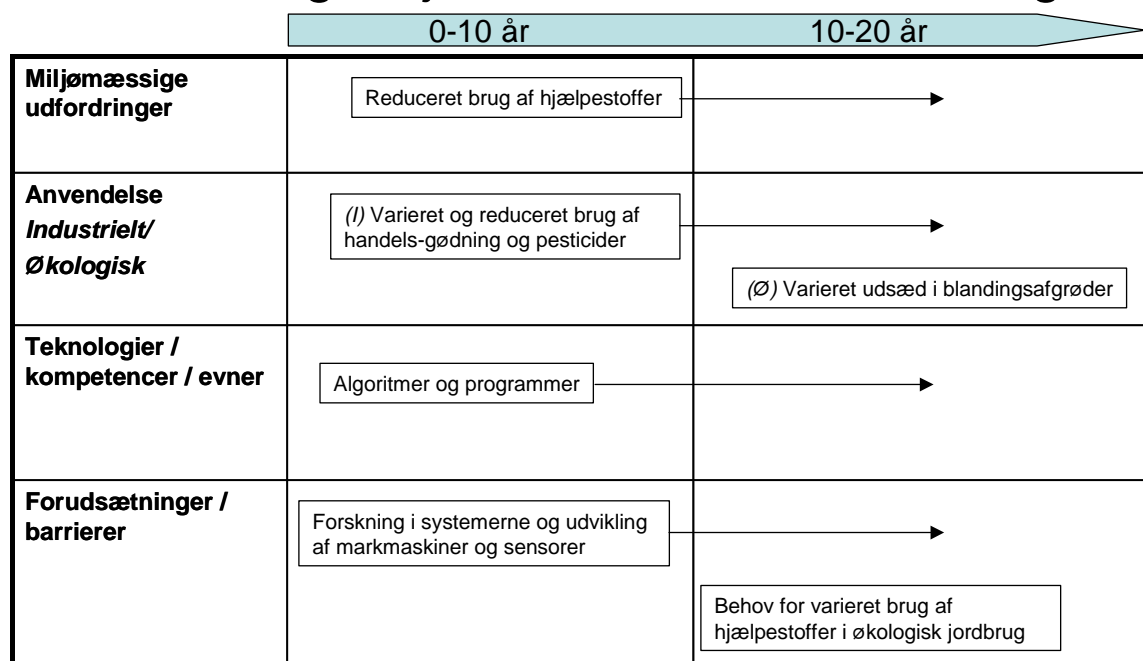 0-10 år
10-20 år
Miljømæssige
udfordringer
Reduceret brug af hjælpestoffer
Anvendelse
Industrielt/
Økologisk
(I) Varieret og reduceret brug af
handels-gødning og pesticider
(Ø) Varieret udsæd i blandingsafgrøder
Teknologier /
kompetencer / evner
Algoritmer og programmer
Forudsætninger /
barrierer
Forskning i systemerne og udvikling
af markmaskiner og sensorer
Behov for varieret brug af
hjælpestoffer i økologisk jordbrug